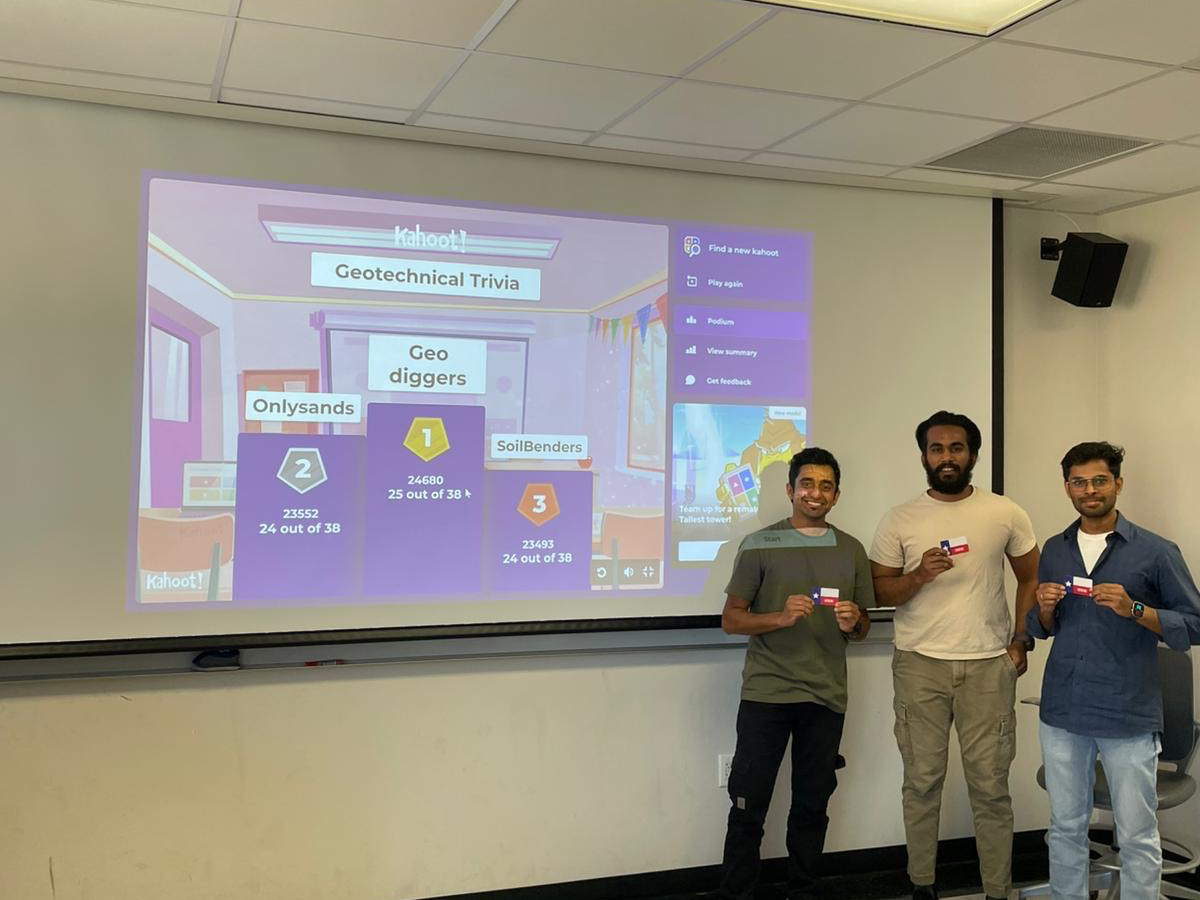 Kahoot!
Geotechnical Trivia
Geo
diggers
Onlysands
SoilBenders
1
24680
25 out of 38
2
23552
24 out of 38
3
23493
24 out of 38
Kahoot!
Find a new kahoot
Play again
Podium
View summary
Get feedback
New mode!
Team up for a
Tallest tower!
Start